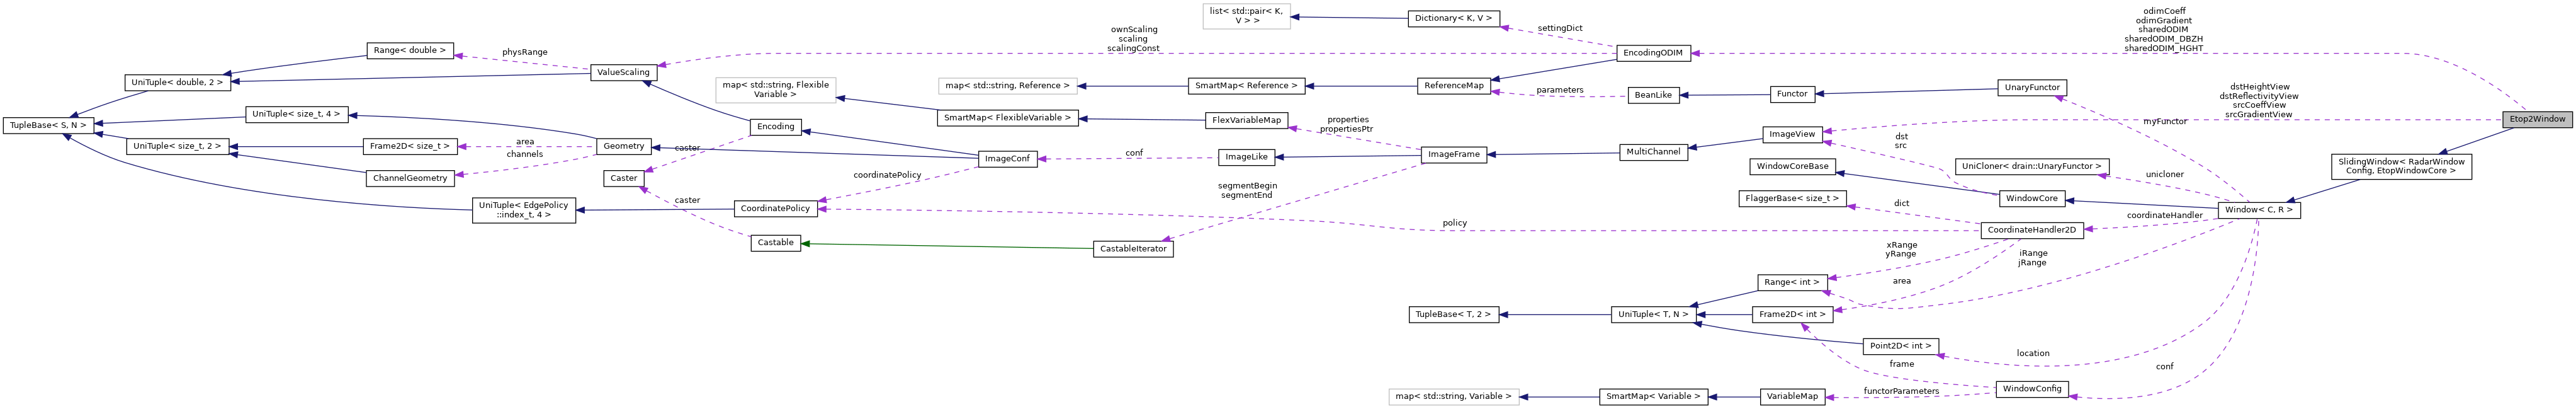 list< std::pair< K,
V > >
Dictionary< K, V >
settingDict
ownScaling
scaling
scalingConst
odimCoeff
odimGradient
sharedODIM
sharedODIM_DBZH
sharedODIM_HGHT
Range< double >
physRange
EncodingODIM
UniTuple< double, 2 >
ValueScaling
map< std::string, Flexible
Variable >
map< std::string, Reference >
SmartMap< Reference >
ReferenceMap
parameters
BeanLike
Functor
UnaryFunctor
dstHeightView
dstReflectivityView
srcCoeffView
srcGradientView
TupleBase< S, N >
UniTuple< size_t, 4 >
Encoding
SmartMap< FlexibleVariable >
FlexVariableMap
properties
propertiesPtr
ImageView
myFunctor
Etop2Window
UniTuple< size_t, 2 >
Frame2D< size_t >
area
channels
Geometry
caster
ImageConf
conf
ImageLike
ImageFrame
MultiChannel
dst
src
WindowCoreBase
UniCloner< drain::UnaryFunctor >
unicloner
SlidingWindow< RadarWindow
Config, EtopWindowCore >
ChannelGeometry
Caster
coordinatePolicy
segmentBegin
segmentEnd
FlaggerBase< size_t >
dict
WindowCore
UniTuple< EdgePolicy
::index_t, 4 >
caster
CoordinatePolicy
policy
coordinateHandler
Window< C, R >
Castable
CastableIterator
CoordinateHandler2D
xRange
yRange
iRange
jRange
Range< int >
area
TupleBase< T, 2 >
UniTuple< T, N >
Frame2D< int >
Point2D< int >
location
frame
conf
map< std::string, Variable >
SmartMap< Variable >
VariableMap
functorParameters
WindowConfig